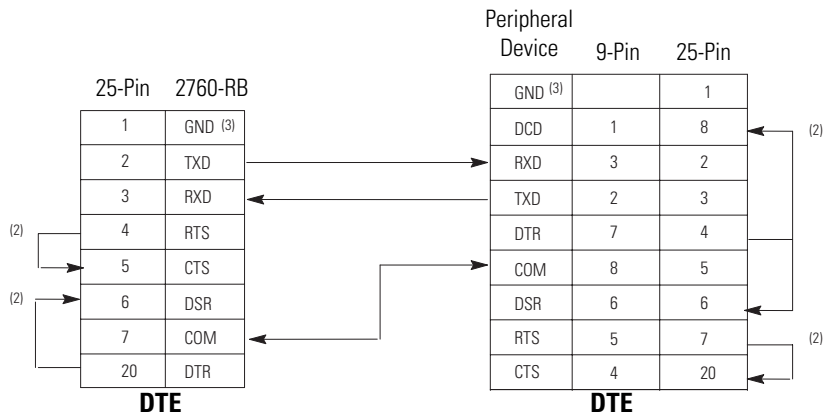 Peripheral
Device 9-Pin 25-Pin
25-Pin 2760-RB
GND (3) 1
1 GND (3)
DCD 1 8 (2)
2 TXD
RXD 3 2
3 RXD
TXD 2 3
(2) 4 RTS
DTR 7 4
5 CTS
COM 8 5
(2) 6 DSR
DSR 6 6
7 COM
RTS 5 7 (2)
20 DTR
CTS 4 20
DTE DTE